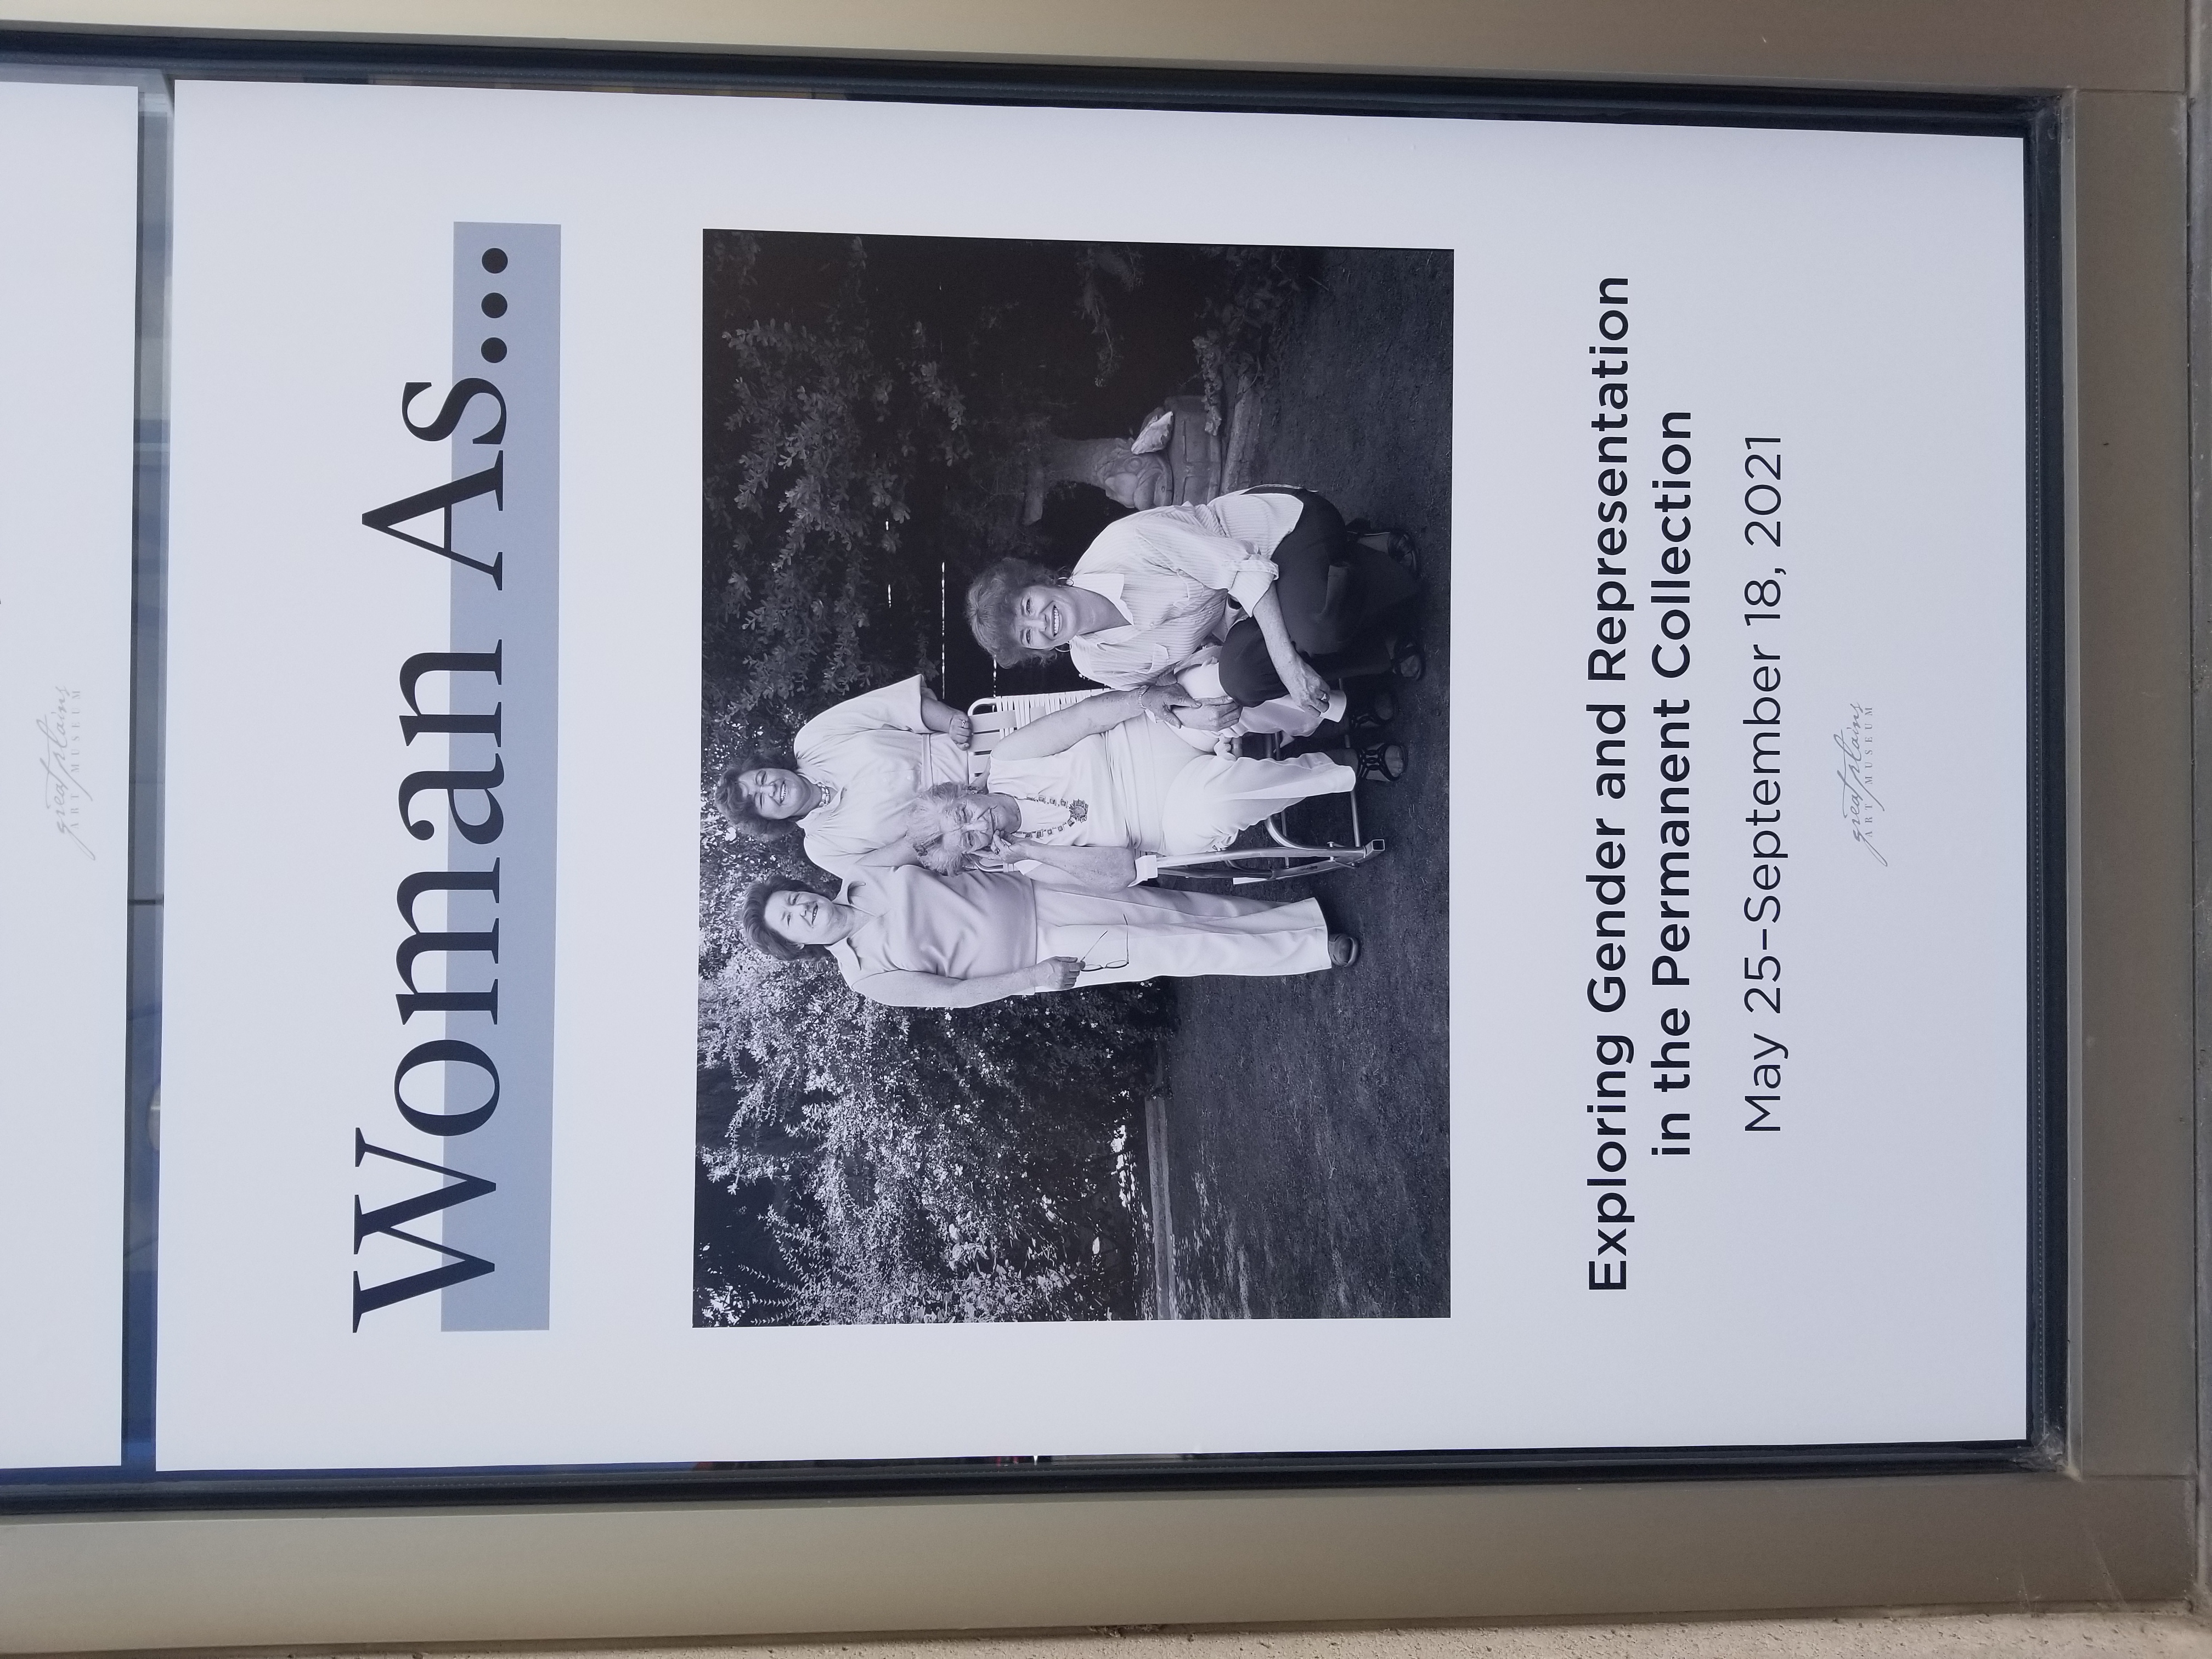 great plains
ART MUSEUM
Woman As...
Exploring Gender and Representation
in the Permanent Collection
May 25–September 18, 2021
great plains
ART MUSEUM